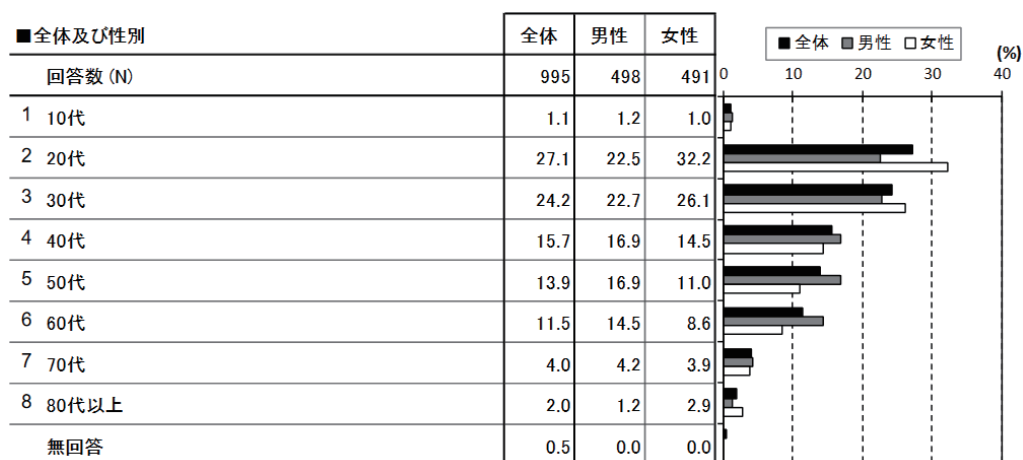 ■全体及び性別 全体 男性 女性
■全体 ■男性 □女性
(%)
回答数 (N) 995 498 491
0 10 20 30 40
1 10代 1.1 1.2 1.0
2 20代 27.1 22.5 32.2
3 30代 24.2 22.7 26.1
4 40代 15.7 16.9 14.5
5 50代 13.9 16.9 11.0
6 60代 11.5 14.5 8.6
7 70代 4.0 4.2 3.9
8 80代以上 2.0 1.2 2.9
無回答 0.5 0.0 0.0